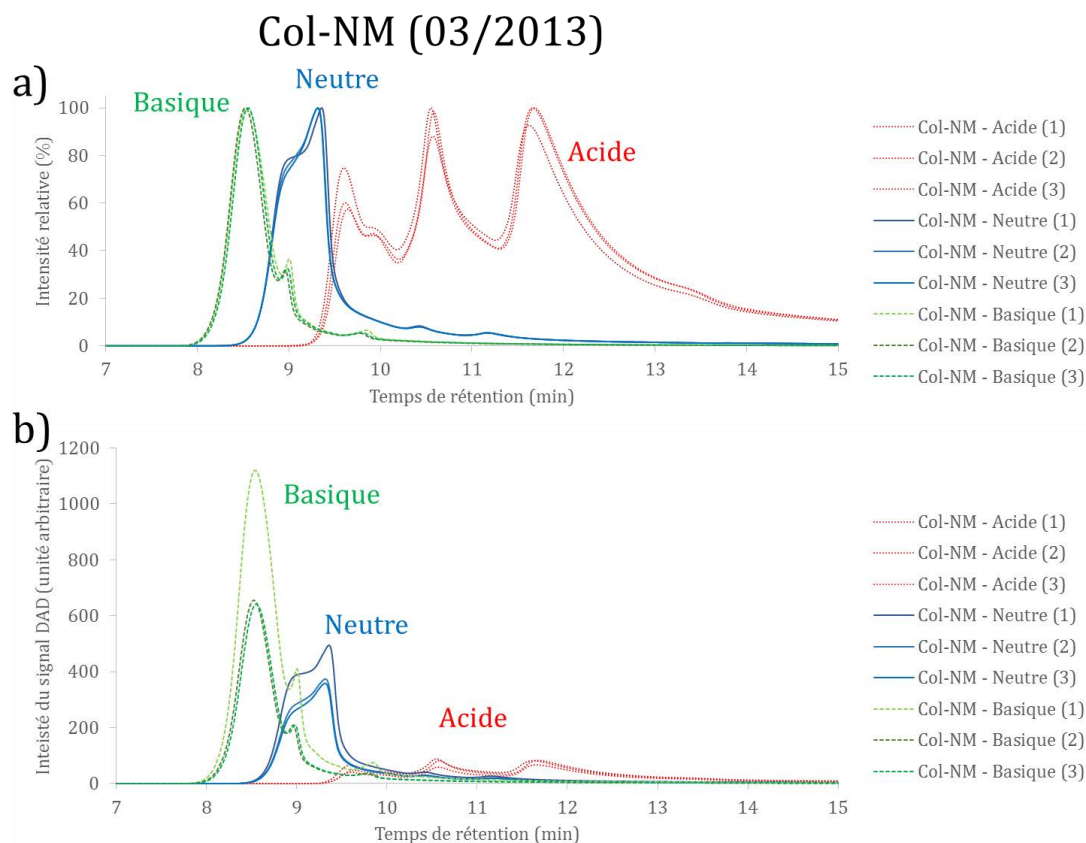 Col-NM (03/2013)
a)
Basique
Neutre
Acide
Intensité relative (%)
100
80
60
40
20
0
7 8 9 10 11 12 13 14 15
Temps de rétention (min)
Col-NM - Acide (1)
Col-NM - Acide (2)
Col-NM - Acide (3)
Col-NM - Neutre (1)
Col-NM - Neutre (2)
Col-NM - Neutre (3)
Col-NM - Basique (1)
Col-NM - Basique (2)
Col-NM - Basique (3)
b)
Basique
Neutre
Acide
Inteisté du signal DAD (unité arbitraire)
1200
1000
800
600
400
200
0
7 8 9 10 11 12 13 14 15
Temps de rétention (min)
Col-NM - Acide (1)
Col-NM - Acide (2)
Col-NM - Acide (3)
Col-NM - Neutre (1)
Col-NM - Neutre (2)
Col-NM - Neutre (3)
Col-NM - Basique (1)
Col-NM - Basique (2)
Col-NM - Basique (3)